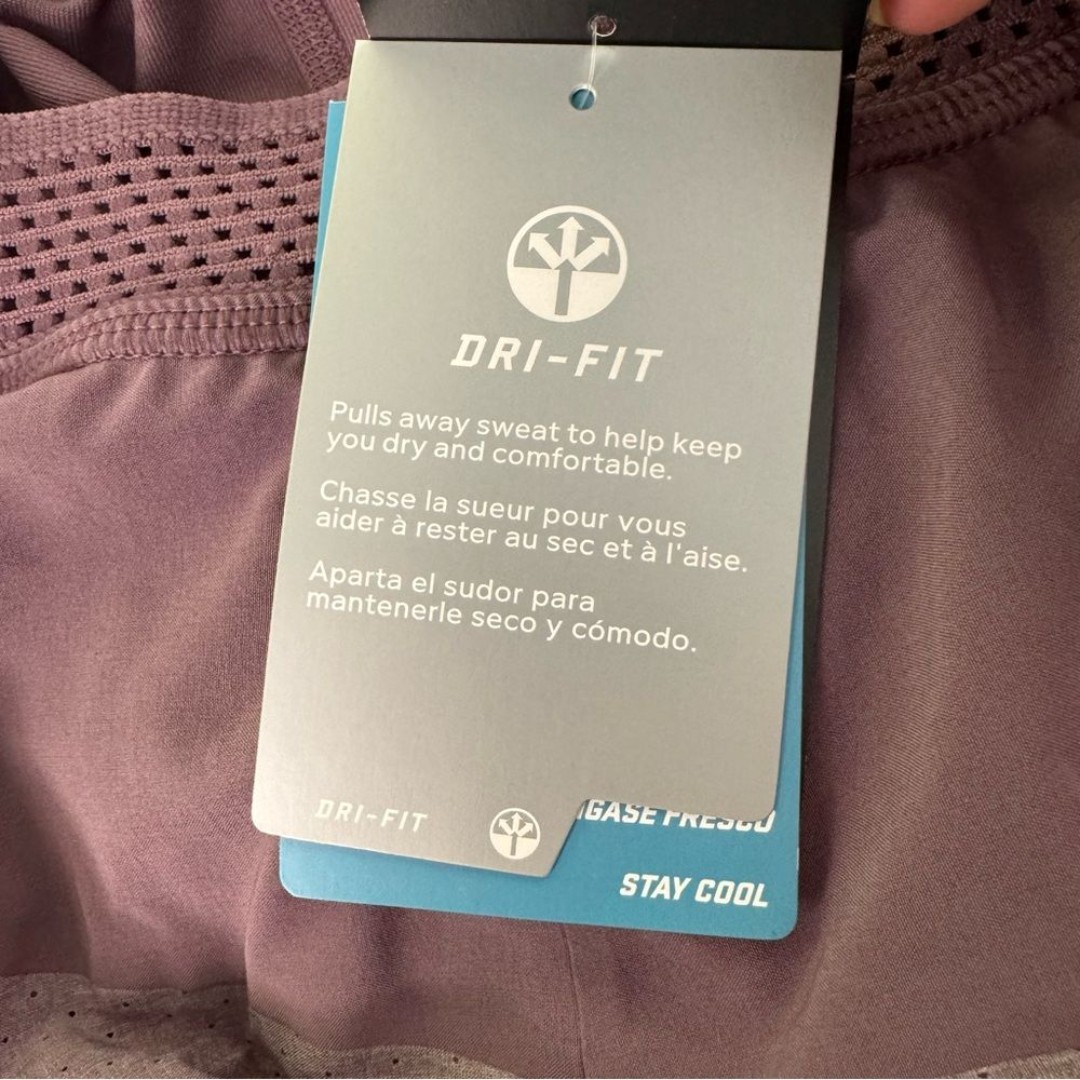 DRI-FIT
Pulls away sweat to help keep
you dry and comfortable.
Chasse la sueur pour vous
aider à rester au sec et à l'aise.
Aparta el sudor para
mantenerle seco y cómodo.
DRI-FIT
FRESCO
STAY COOL